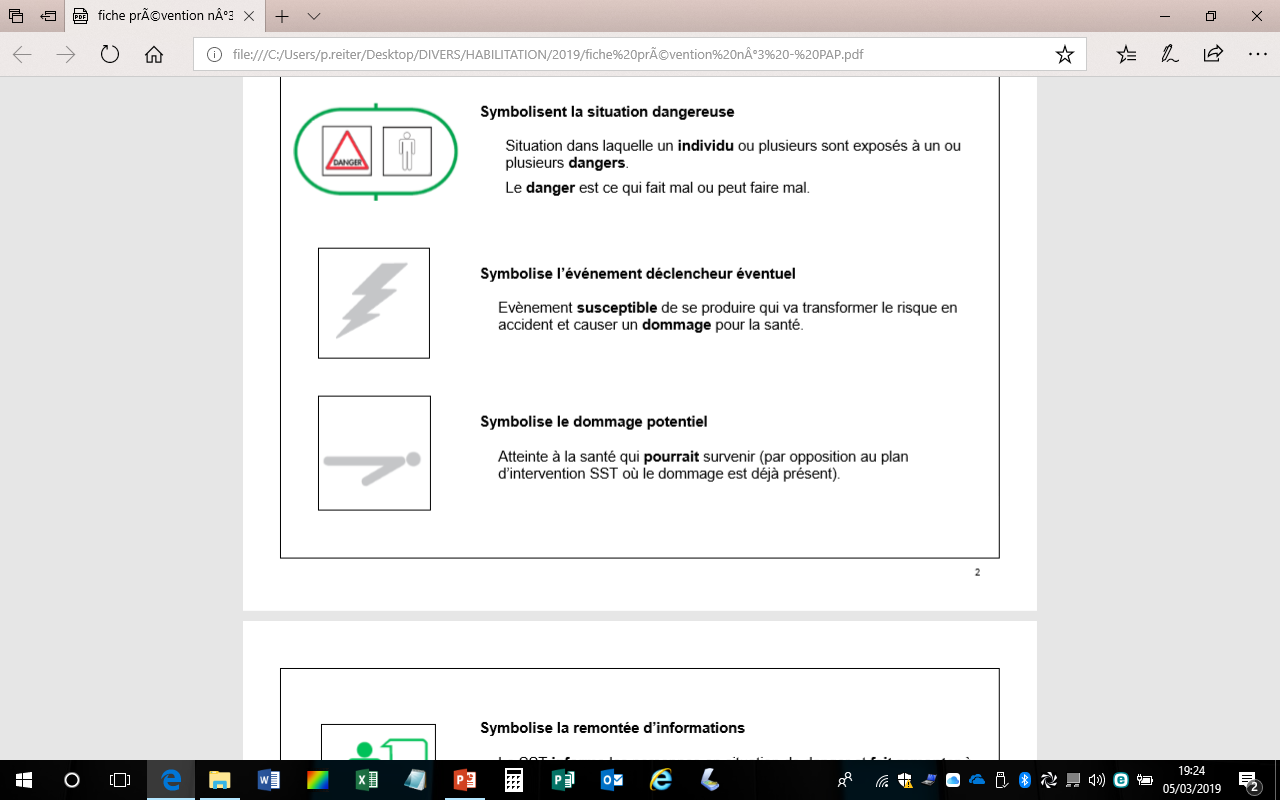 fiche prÃ©vention nÂ°3
file:///C:/Users/p.reiter/Desktop/DIVERS/HABILITATION/2019/fiche%20prÃ©vention%20nÂ°3%20-%20PAP.pdf
DANGER
Symbolisent la situation dangereuse
Situation dans laquelle un individu ou plusieurs sont exposés à un ou
plusieurs dangers.
Le danger est ce qui fait mal ou peut faire mal.
Symbolise l'événement déclencheur éventuel
Evènement susceptible de se produire qui va transformer le risque en
accident et causer un dommage pour la santé.
Symbolise le dommage potentiel
Atteinte à la santé qui pourrait survenir (par opposition au plan
d'intervention SST où le dommage est déjà présent).
2
Symbolise la remontée d'informations
19:24
05/03/2019
2